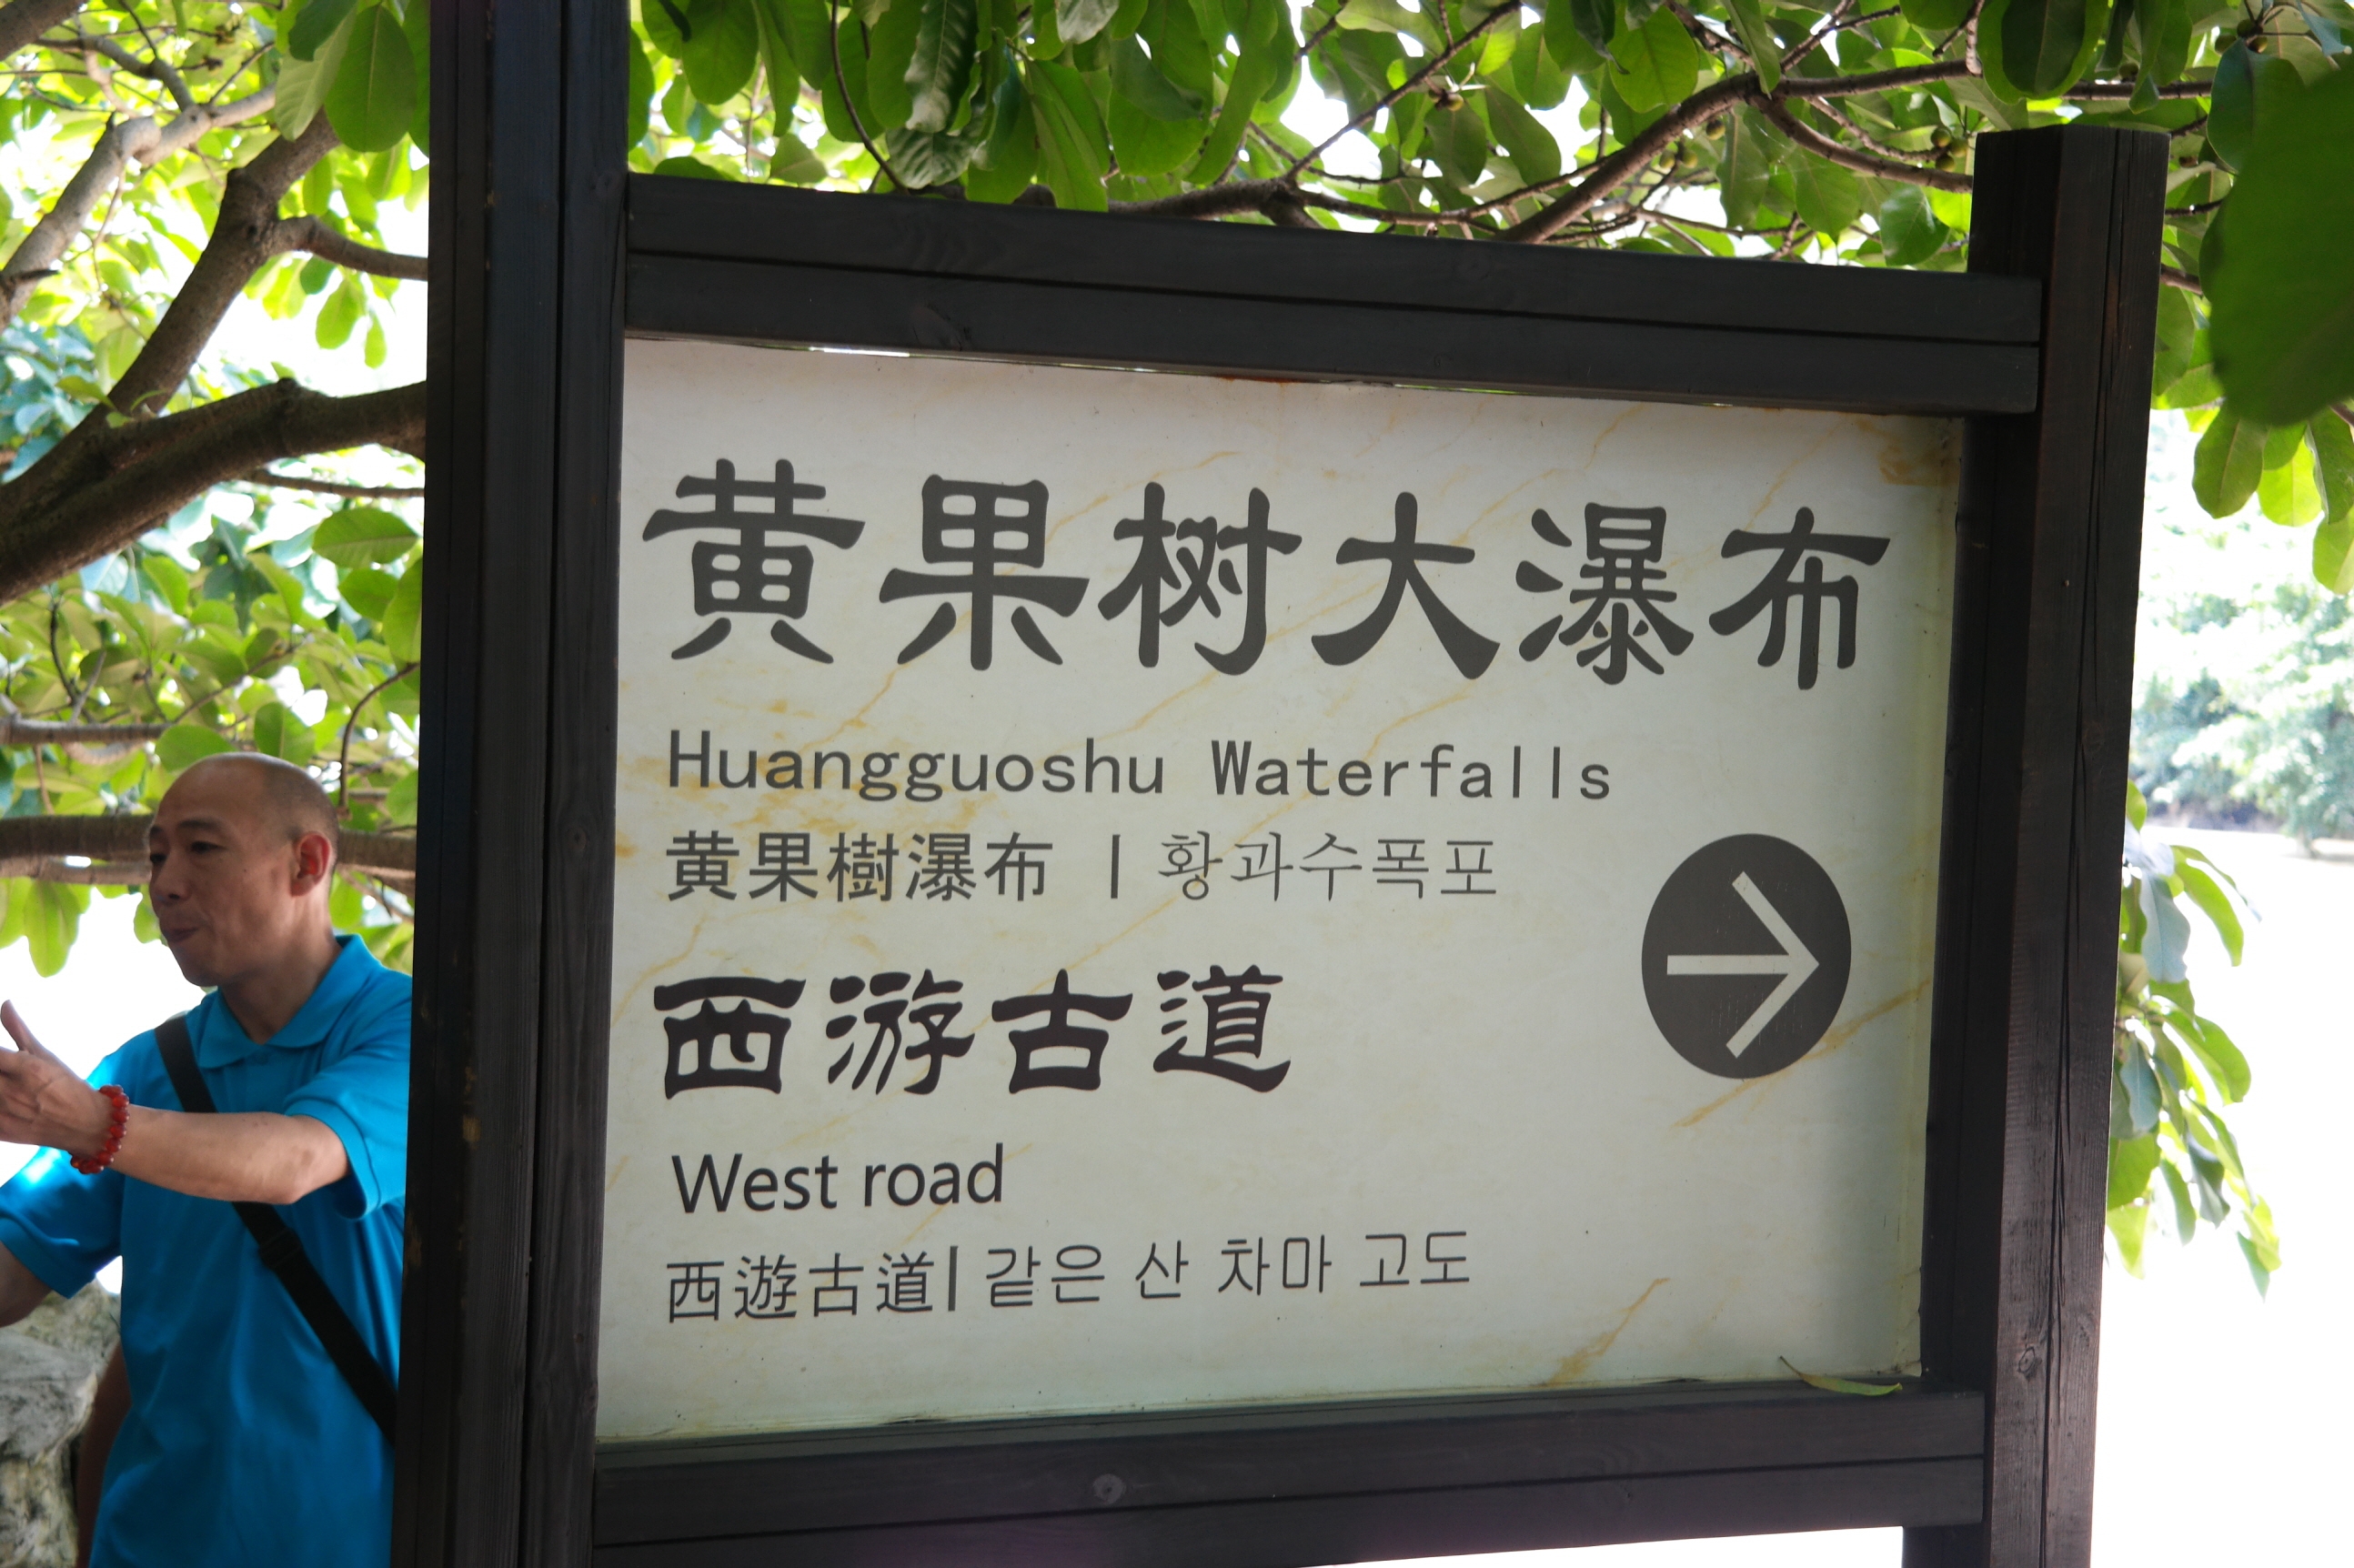 黄果树大瀑布
Huangguoshu Waterfalls
黄果樹瀑布 | 황과수폭포
西游古道
West road
西遊古道| 같은 산 차마 고도